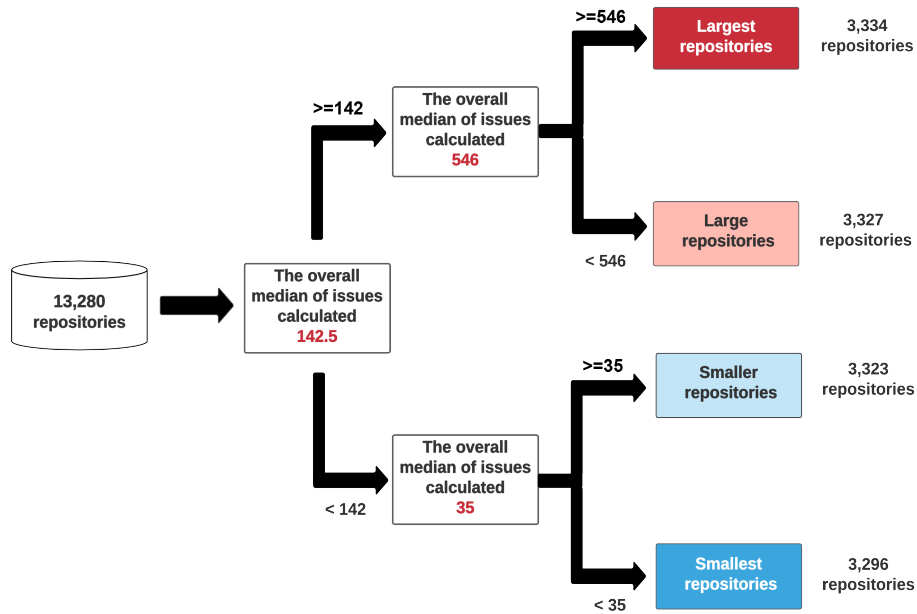 13,280
repositories
The overall
median of issues
calculated
142.5
>=142
The overall
median of issues
calculated
546
>=546
Largest
repositories
3,334
repositories
< 546
Large
repositories
3,327
repositories
< 142
The overall
median of issues
calculated
35
>=35
Smaller
repositories
3,323
repositories
< 35
Smallest
repositories
3,296
repositories